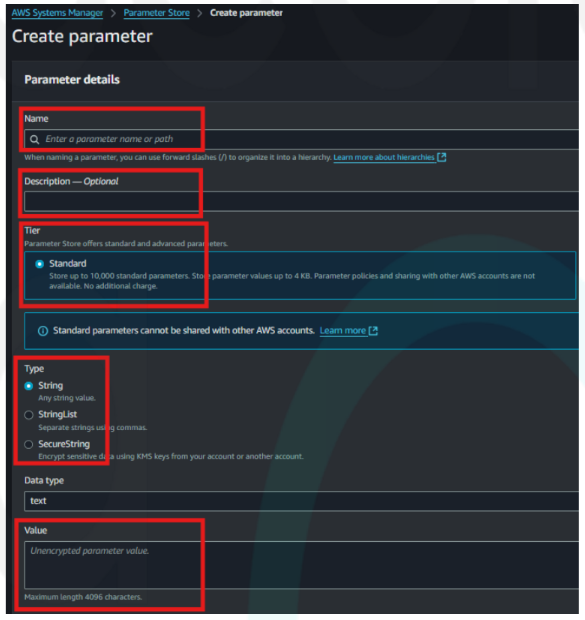 AWS Systems Manager > Parameter Store > Create parameter
Create parameter
Parameter details
Name
Enter a parameter name or path
When naming a parameter, you can use forward slashes (/) to organize it into a hierarchy. Learn more about hierarchies
Description — Optional
Tier
Parameter Store offers standard and advanced parameters.
Standard
Store up to 10,000 standard parameters. Store parameter values up to 4 KB. Parameter policies and sharing with other AWS accounts are not
available. No additional charge.
Standard parameters cannot be shared with other AWS accounts. Learn more
Type
String
Any string value.
StringList
Separate strings using commas.
SecureString
Encrypt sensitive data using KMS keys from your account or another account.
Data type
text
Value
Unencrypted parameter value.
Maximum length 4096 characters.